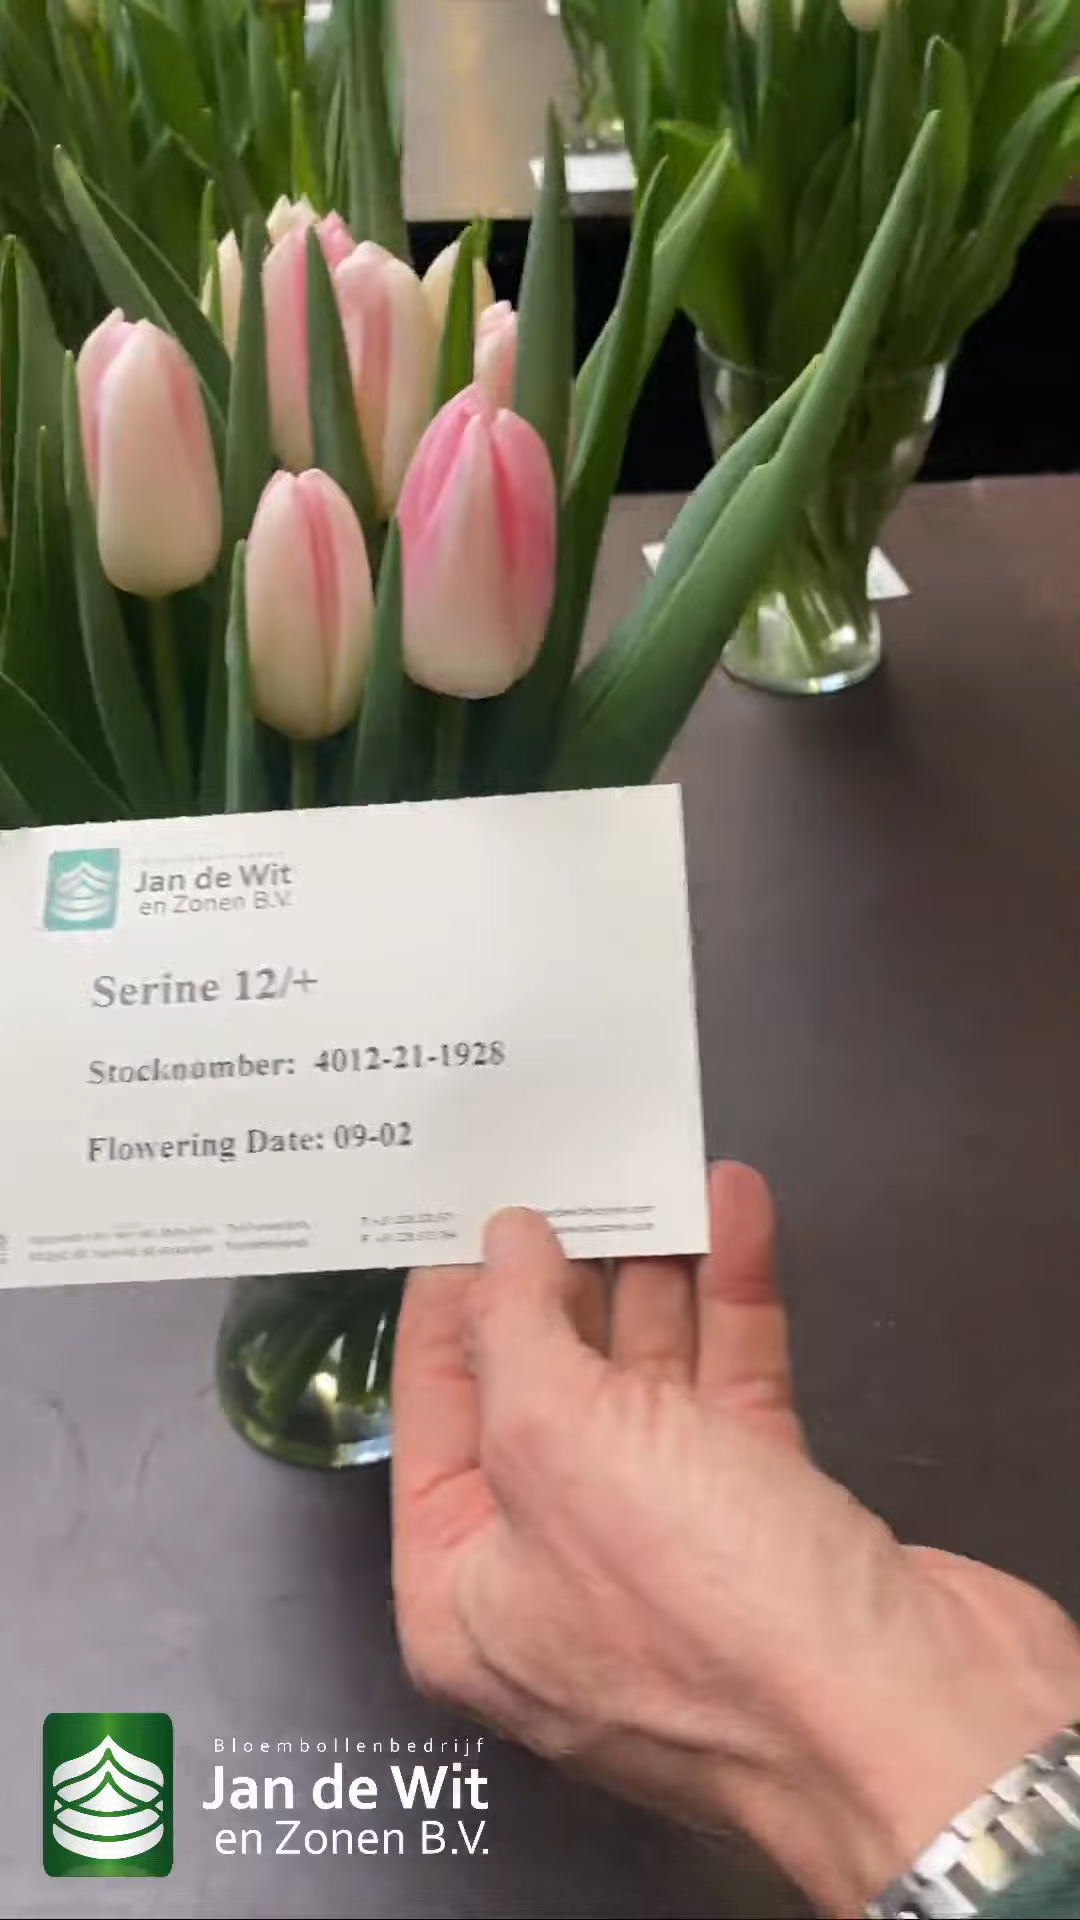 Jan de Wit
en Zonen B.V.
Serine 12/+
Stocknumber: 4012-21-1928
Flowering Date: 09-02
Bloembollenbedrijf
Jan de Wit
en Zonen B.V.